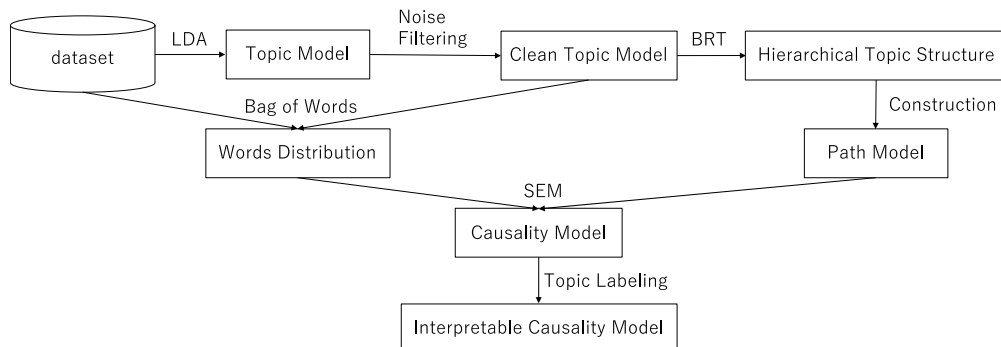 Noise
Filtering
LDA
BRT
dataset
Topic Model
Clean Topic Model
Hierarchical Topic Structure
Bag of Words
Construction
Words Distribution
Path Model
SEM
Causality Model
Topic Labeling
Interpretable Causality Model